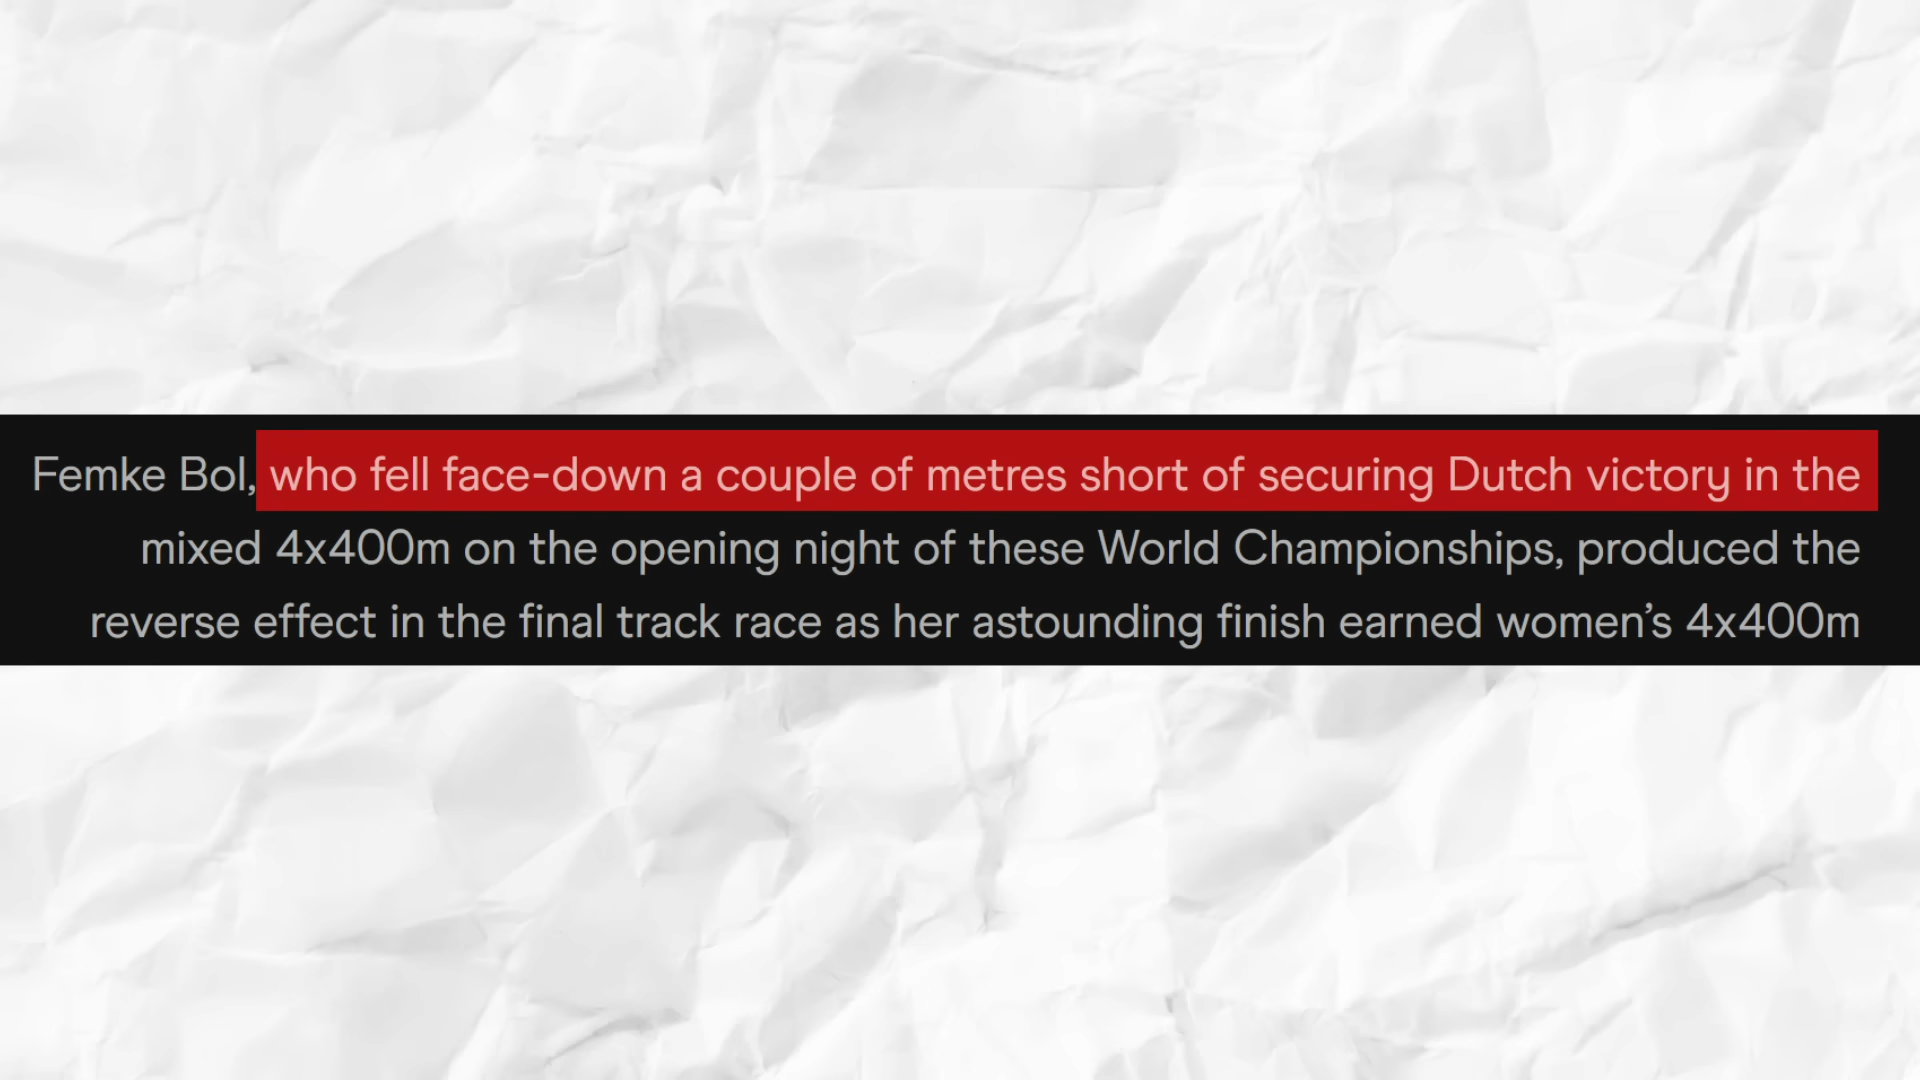 Femke Bol, who fell face-down a couple of metres short of securing Dutch victory in the
mixed 4x400m on the opening night of these World Championships, produced the
reverse effect in the final track race as her astounding finish earned women’s 4x400m